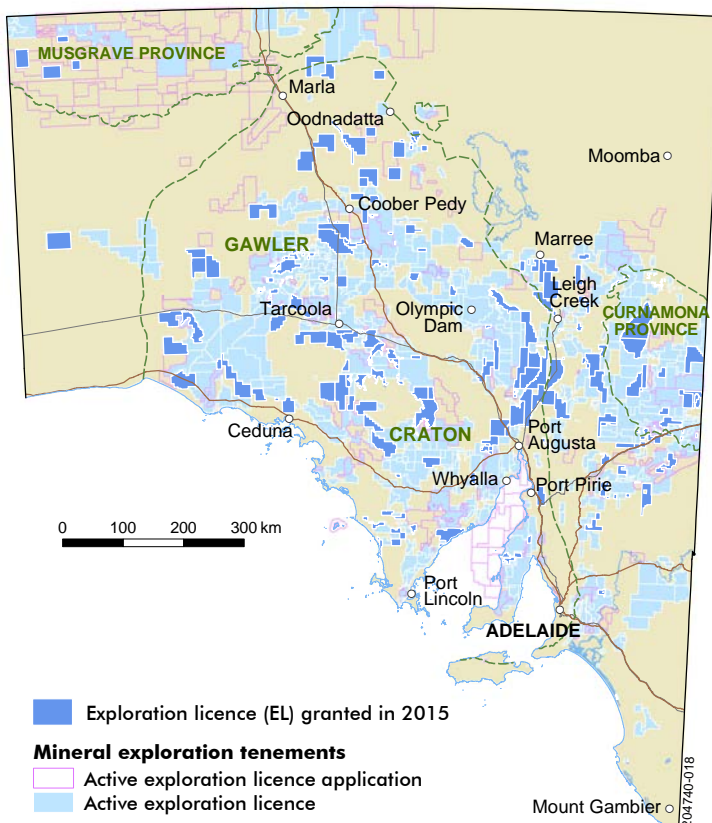 MUSGRAVE PROVINCE
Marla
Oodnadatta
Moomba
Coober Pedy
GAWLER
Marree
Leigh
Creek
Tarcoola
Olympic
Dam
CURNAMONA
PROVINCE
Ceduna
CRATON
Port
Augusta
Whyalla
Port Pirie
0 100 200 300 km
Port
Lincoln
ADELAIDE
Exploration licence (EL) granted in 2015
Mineral exploration tenements
Active exploration licence application
Active exploration licence
Mount Gambier
204740-018